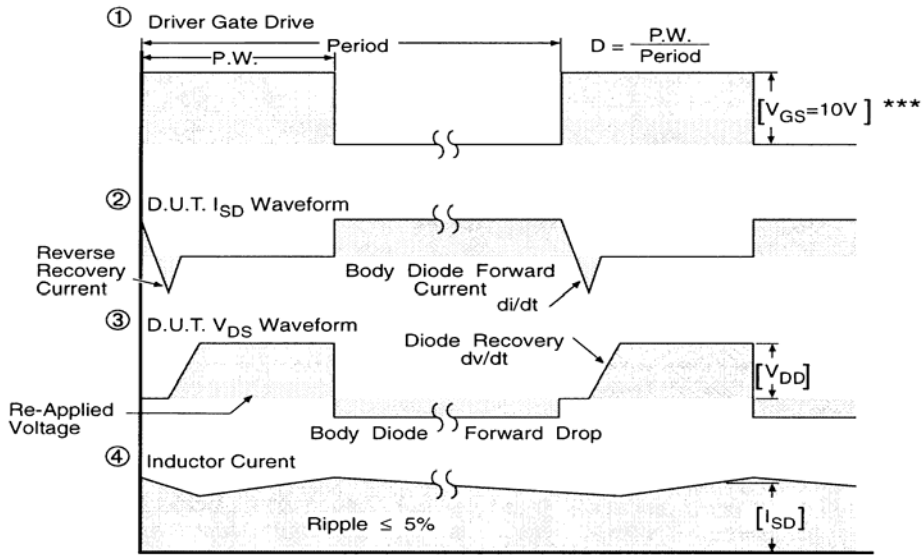 ① Driver Gate Drive
Period
P.W.
D = P.W. / Period
[VGS=10V] ***
② D.U.T. ISD Waveform
Reverse
Recovery
Current
Body Diode Forward
Current
di/dt
③ D.U.T. VDS Waveform
Diode Recovery
dv/dt
[VDD]
Re-Applied
Voltage
Body Diode Forward Drop
④ Inductor Curent
Ripple ≤ 5%
[ISD]